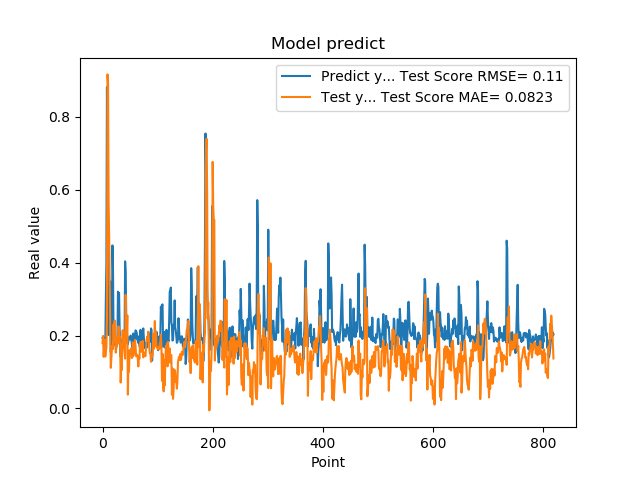 Model predict
Predict y... Test Score RMSE= 0.11
Test y... Test Score MAE= 0.0823
Real value
0.8
0.6
0.4
0.2
0.0
0 200 400 600 800
Point